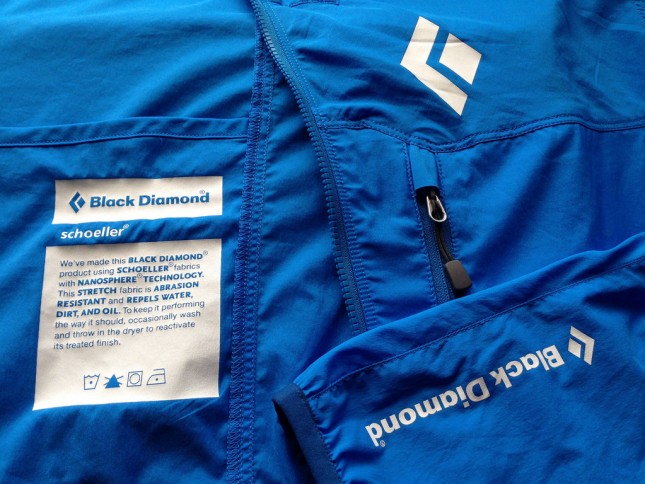 Black Diamond®
schoeller®
We've made this BLACK DIAMOND®
product using SCHOELLER® fabrics
with NANOSPHERE® TECHNOLOGY.
This STRETCH fabric is ABRASION
RESISTANT and REPELS WATER,
DIRT, AND OIL. To keep it performing
the way it should, occasionally wash
and throw in the dryer to reactivate
its treated finish.
Black Diamond®